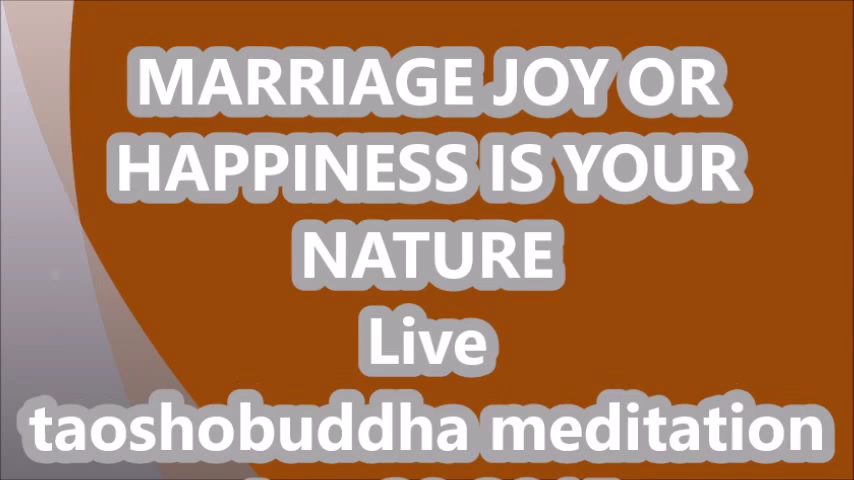 MARRIAGE JOY OR
HAPPINESS IS YOUR
NATURE
Live
taoshobuddha meditation